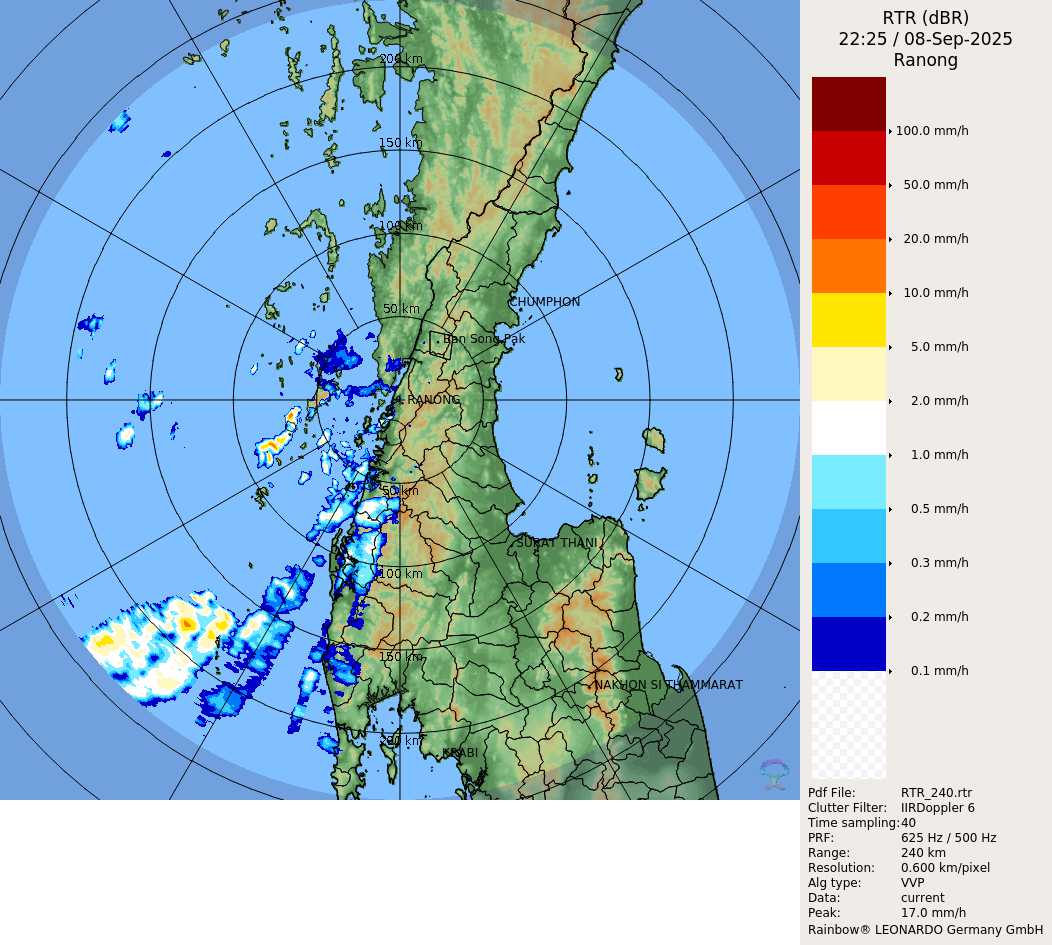 RTR (dBR)
22:25 / 08-Sep-2025
Ranong
100.0 mm/h
50.0 mm/h
20.0 mm/h
10.0 mm/h
5.0 mm/h
2.0 mm/h
1.0 mm/h
0.5 mm/h
0.3 mm/h
0.2 mm/h
0.1 mm/h
200 km
150 km
100 km
50 km
CHUMPHON
Ban Song Pak
RANONG
50 km
SURAT THANI
100 km
150 km
NAKHON SI THAMMARAT
200 km
KRABI
Pdf File: RTR_240.rtr
Clutter Filter: IIRDoppler 6
Time sampling:40
PRF: 625 Hz / 500 Hz
Range: 240 km
Resolution: 0.600 km/pixel
Alg type: VVP
Data: current
Peak: 17.0 mm/h
Rainbow® LEONARDO Germany GmbH